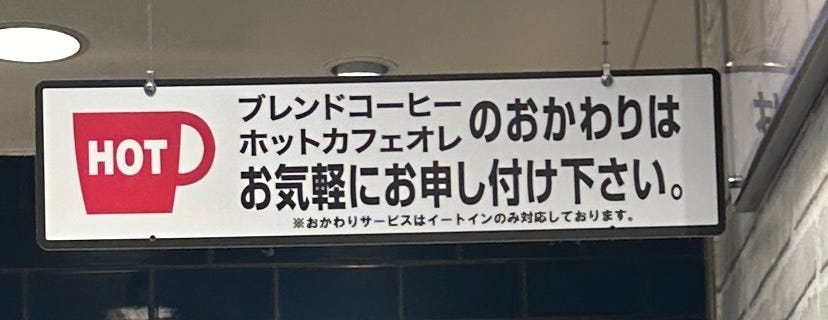 HOT
ブレンドコーヒー
ホットカフェオレ
のおかわりは
お気軽にお申し付け下さい。
※おかわりサービスはイートインのみ対応しております。